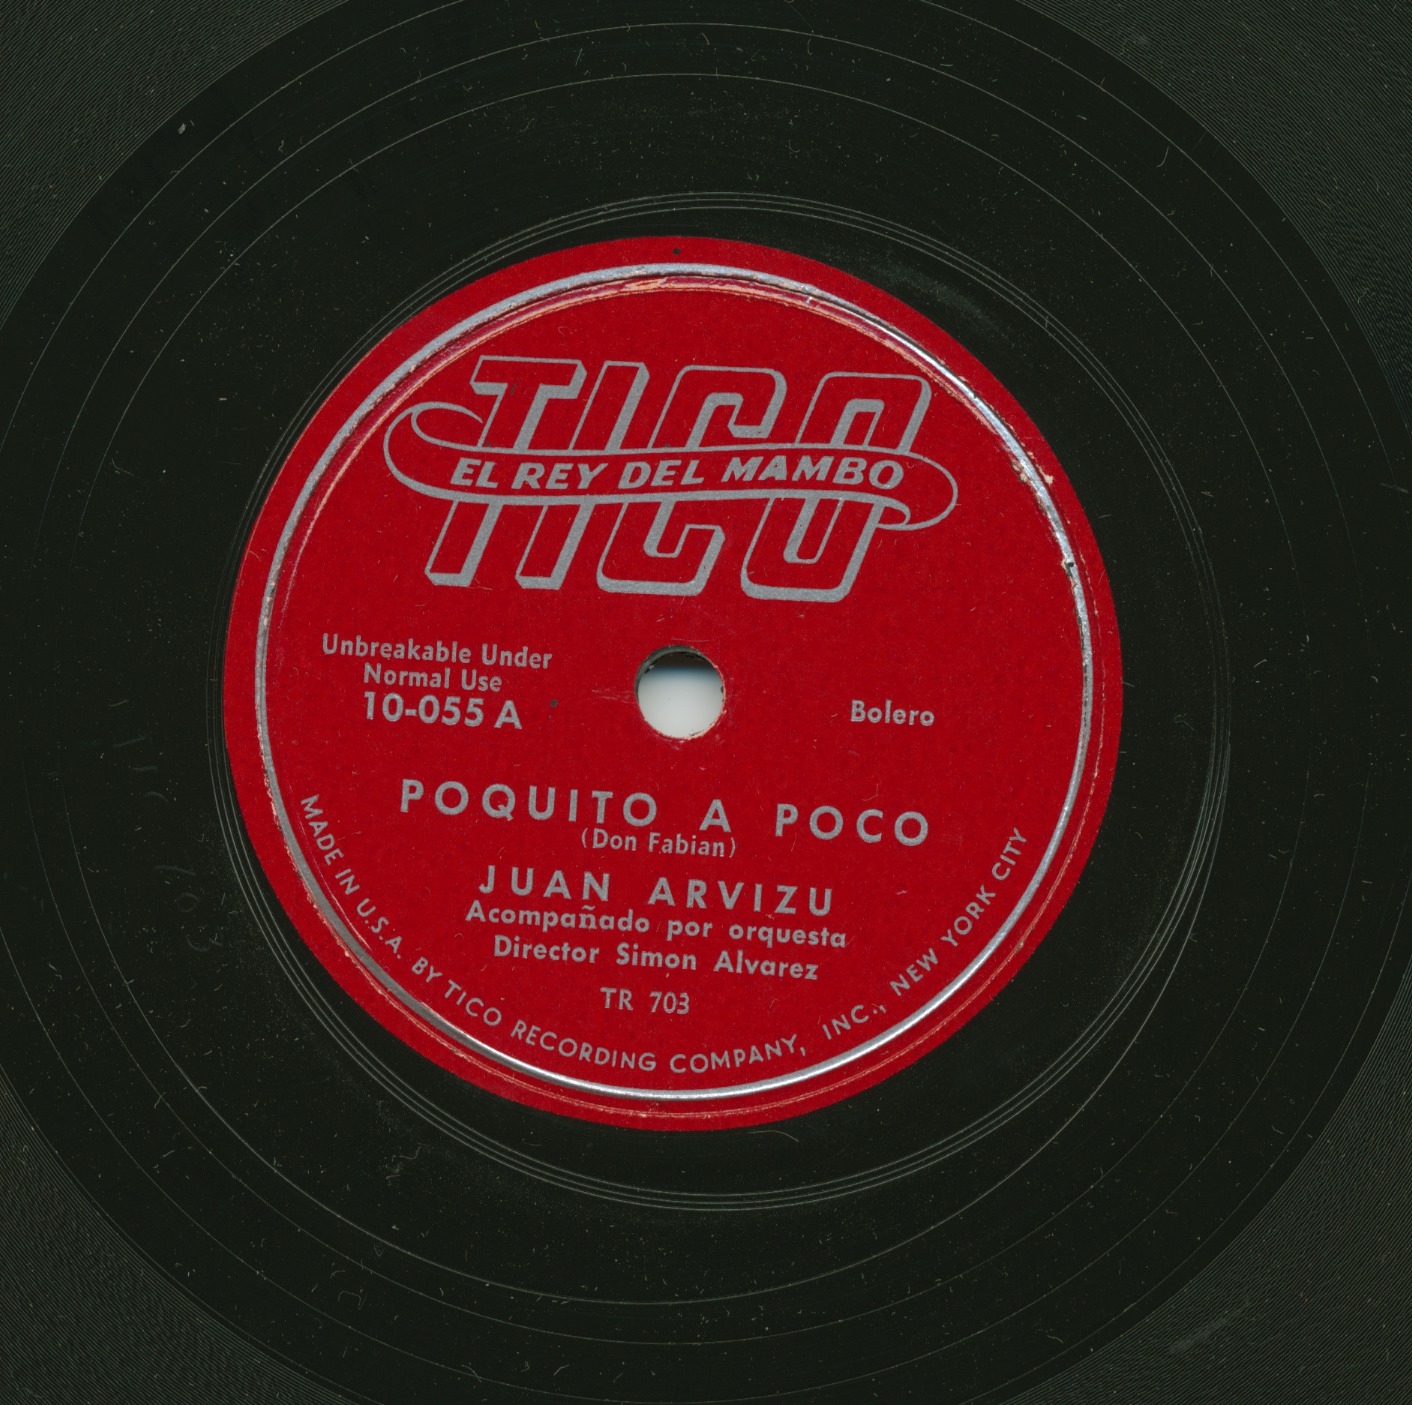 TICO
EL REY DEL MAMBO
Unbreakable Under
Normal Use
10-055 A
Bolero
POQUITO A POCO
(Don Fabian)
JUAN ARVIZU
Acompañado por orquesta
Director Simon Alvarez
TR 703
MADE IN U.S.A. BY TICO RECORDING COMPANY, INC., NEW YORK CITY